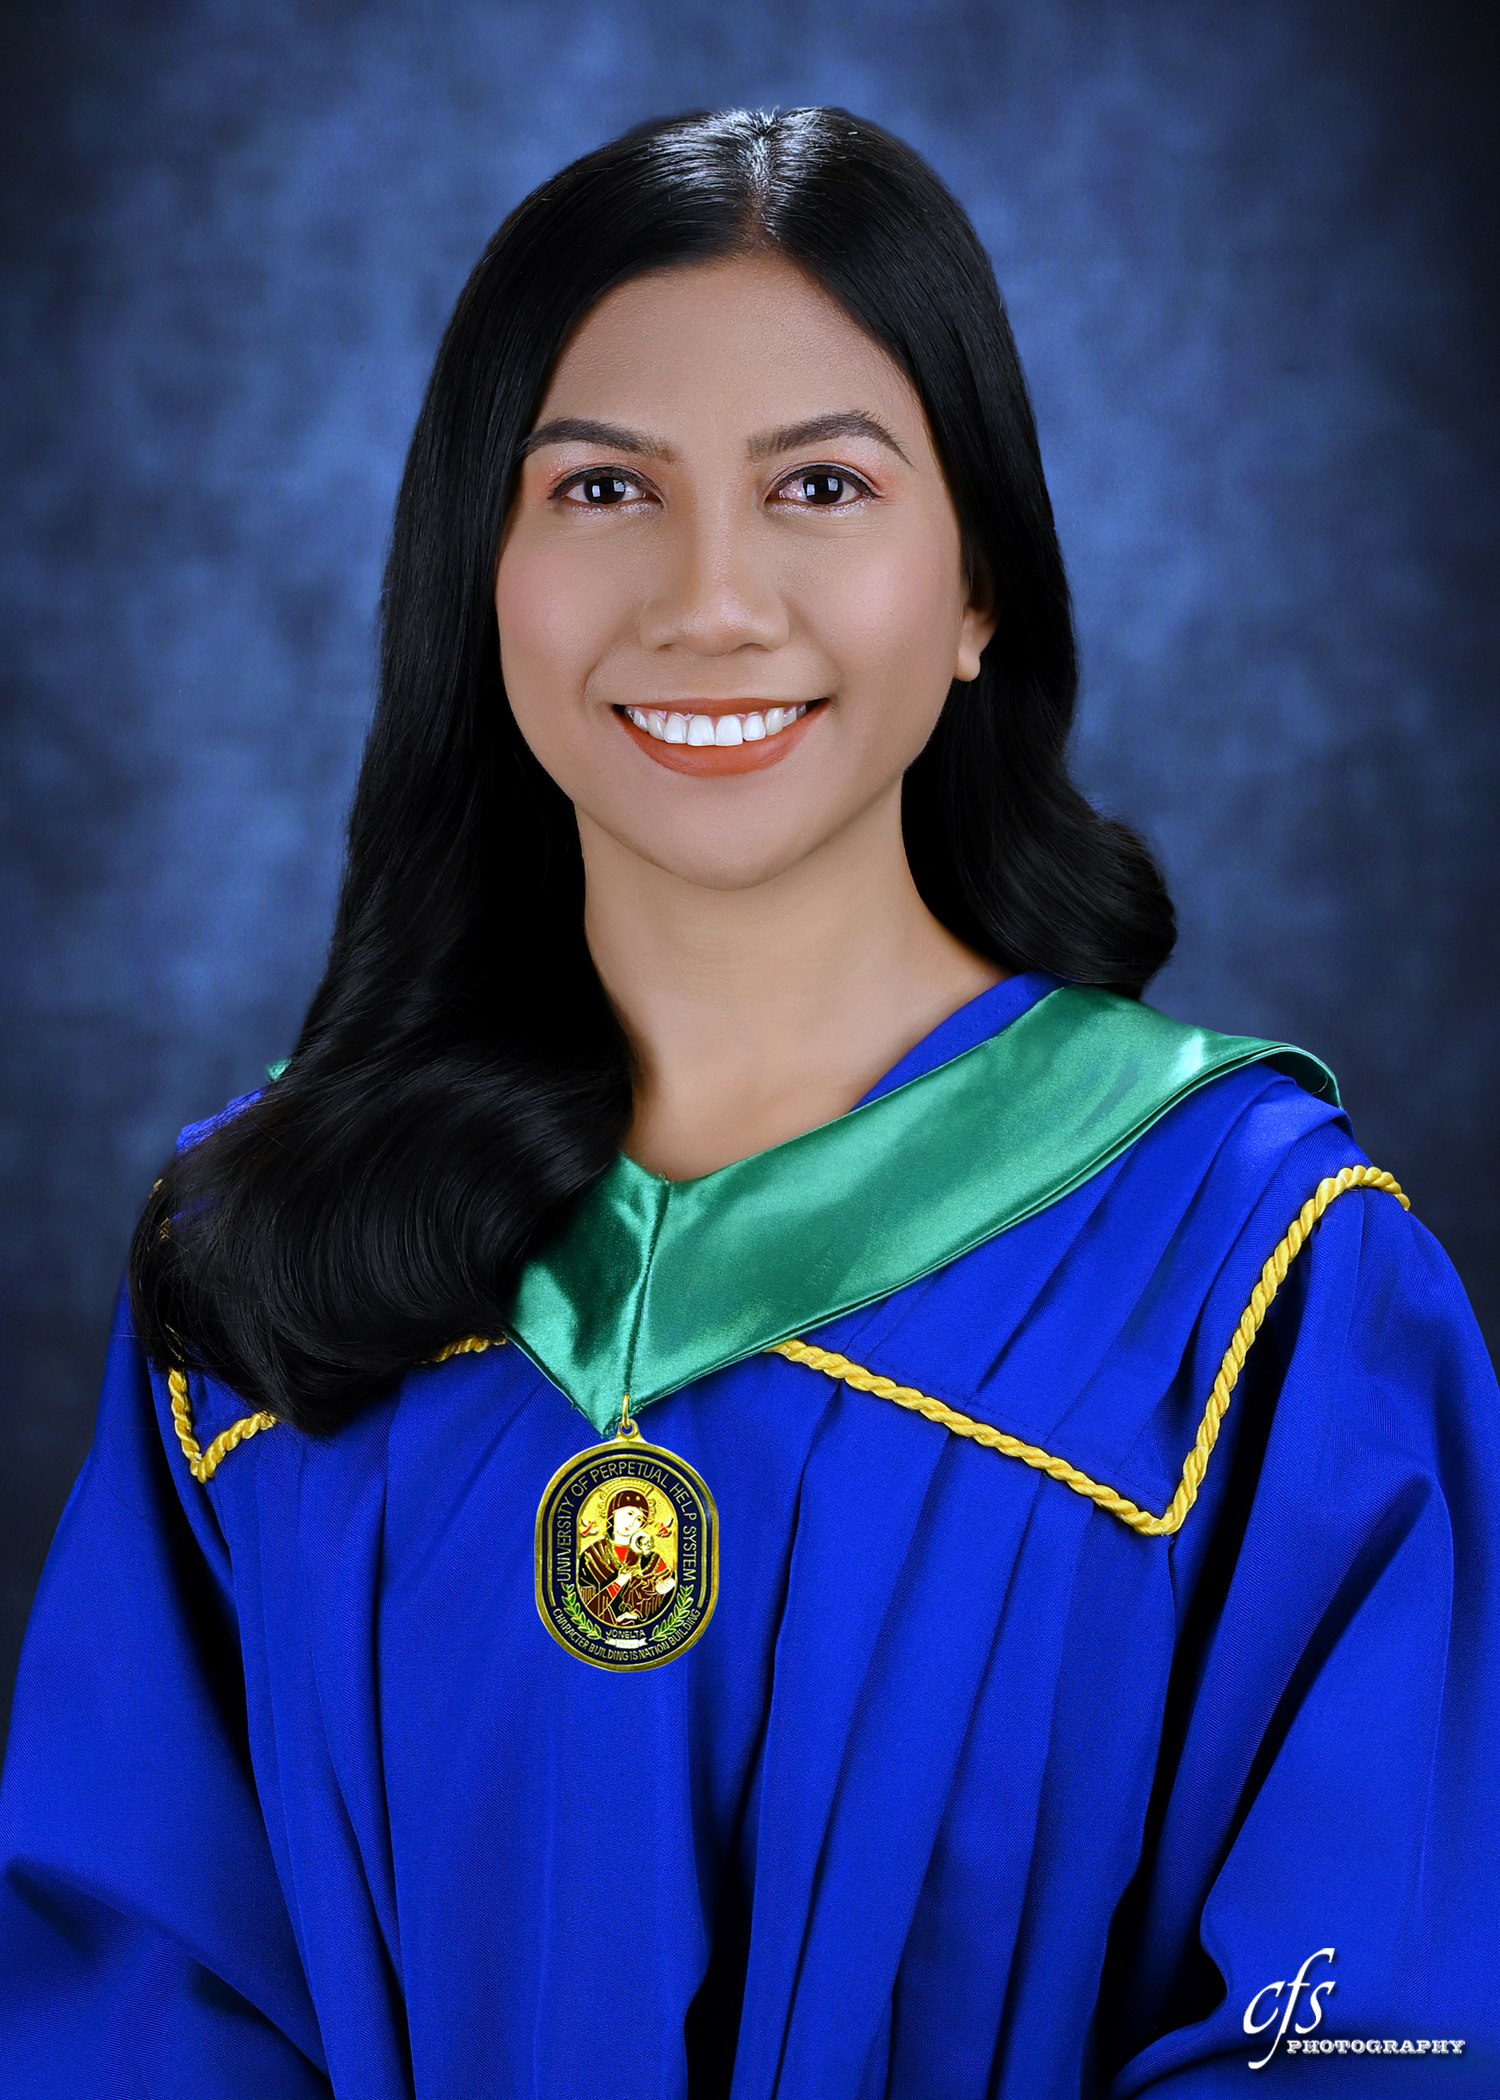 UNIVERSITY OF PERPETUAL HELP SYSTEM
JONELTA
CHARACTER BUILDING IS NATION BUILDING
cfs
PHOTOGRAPHY